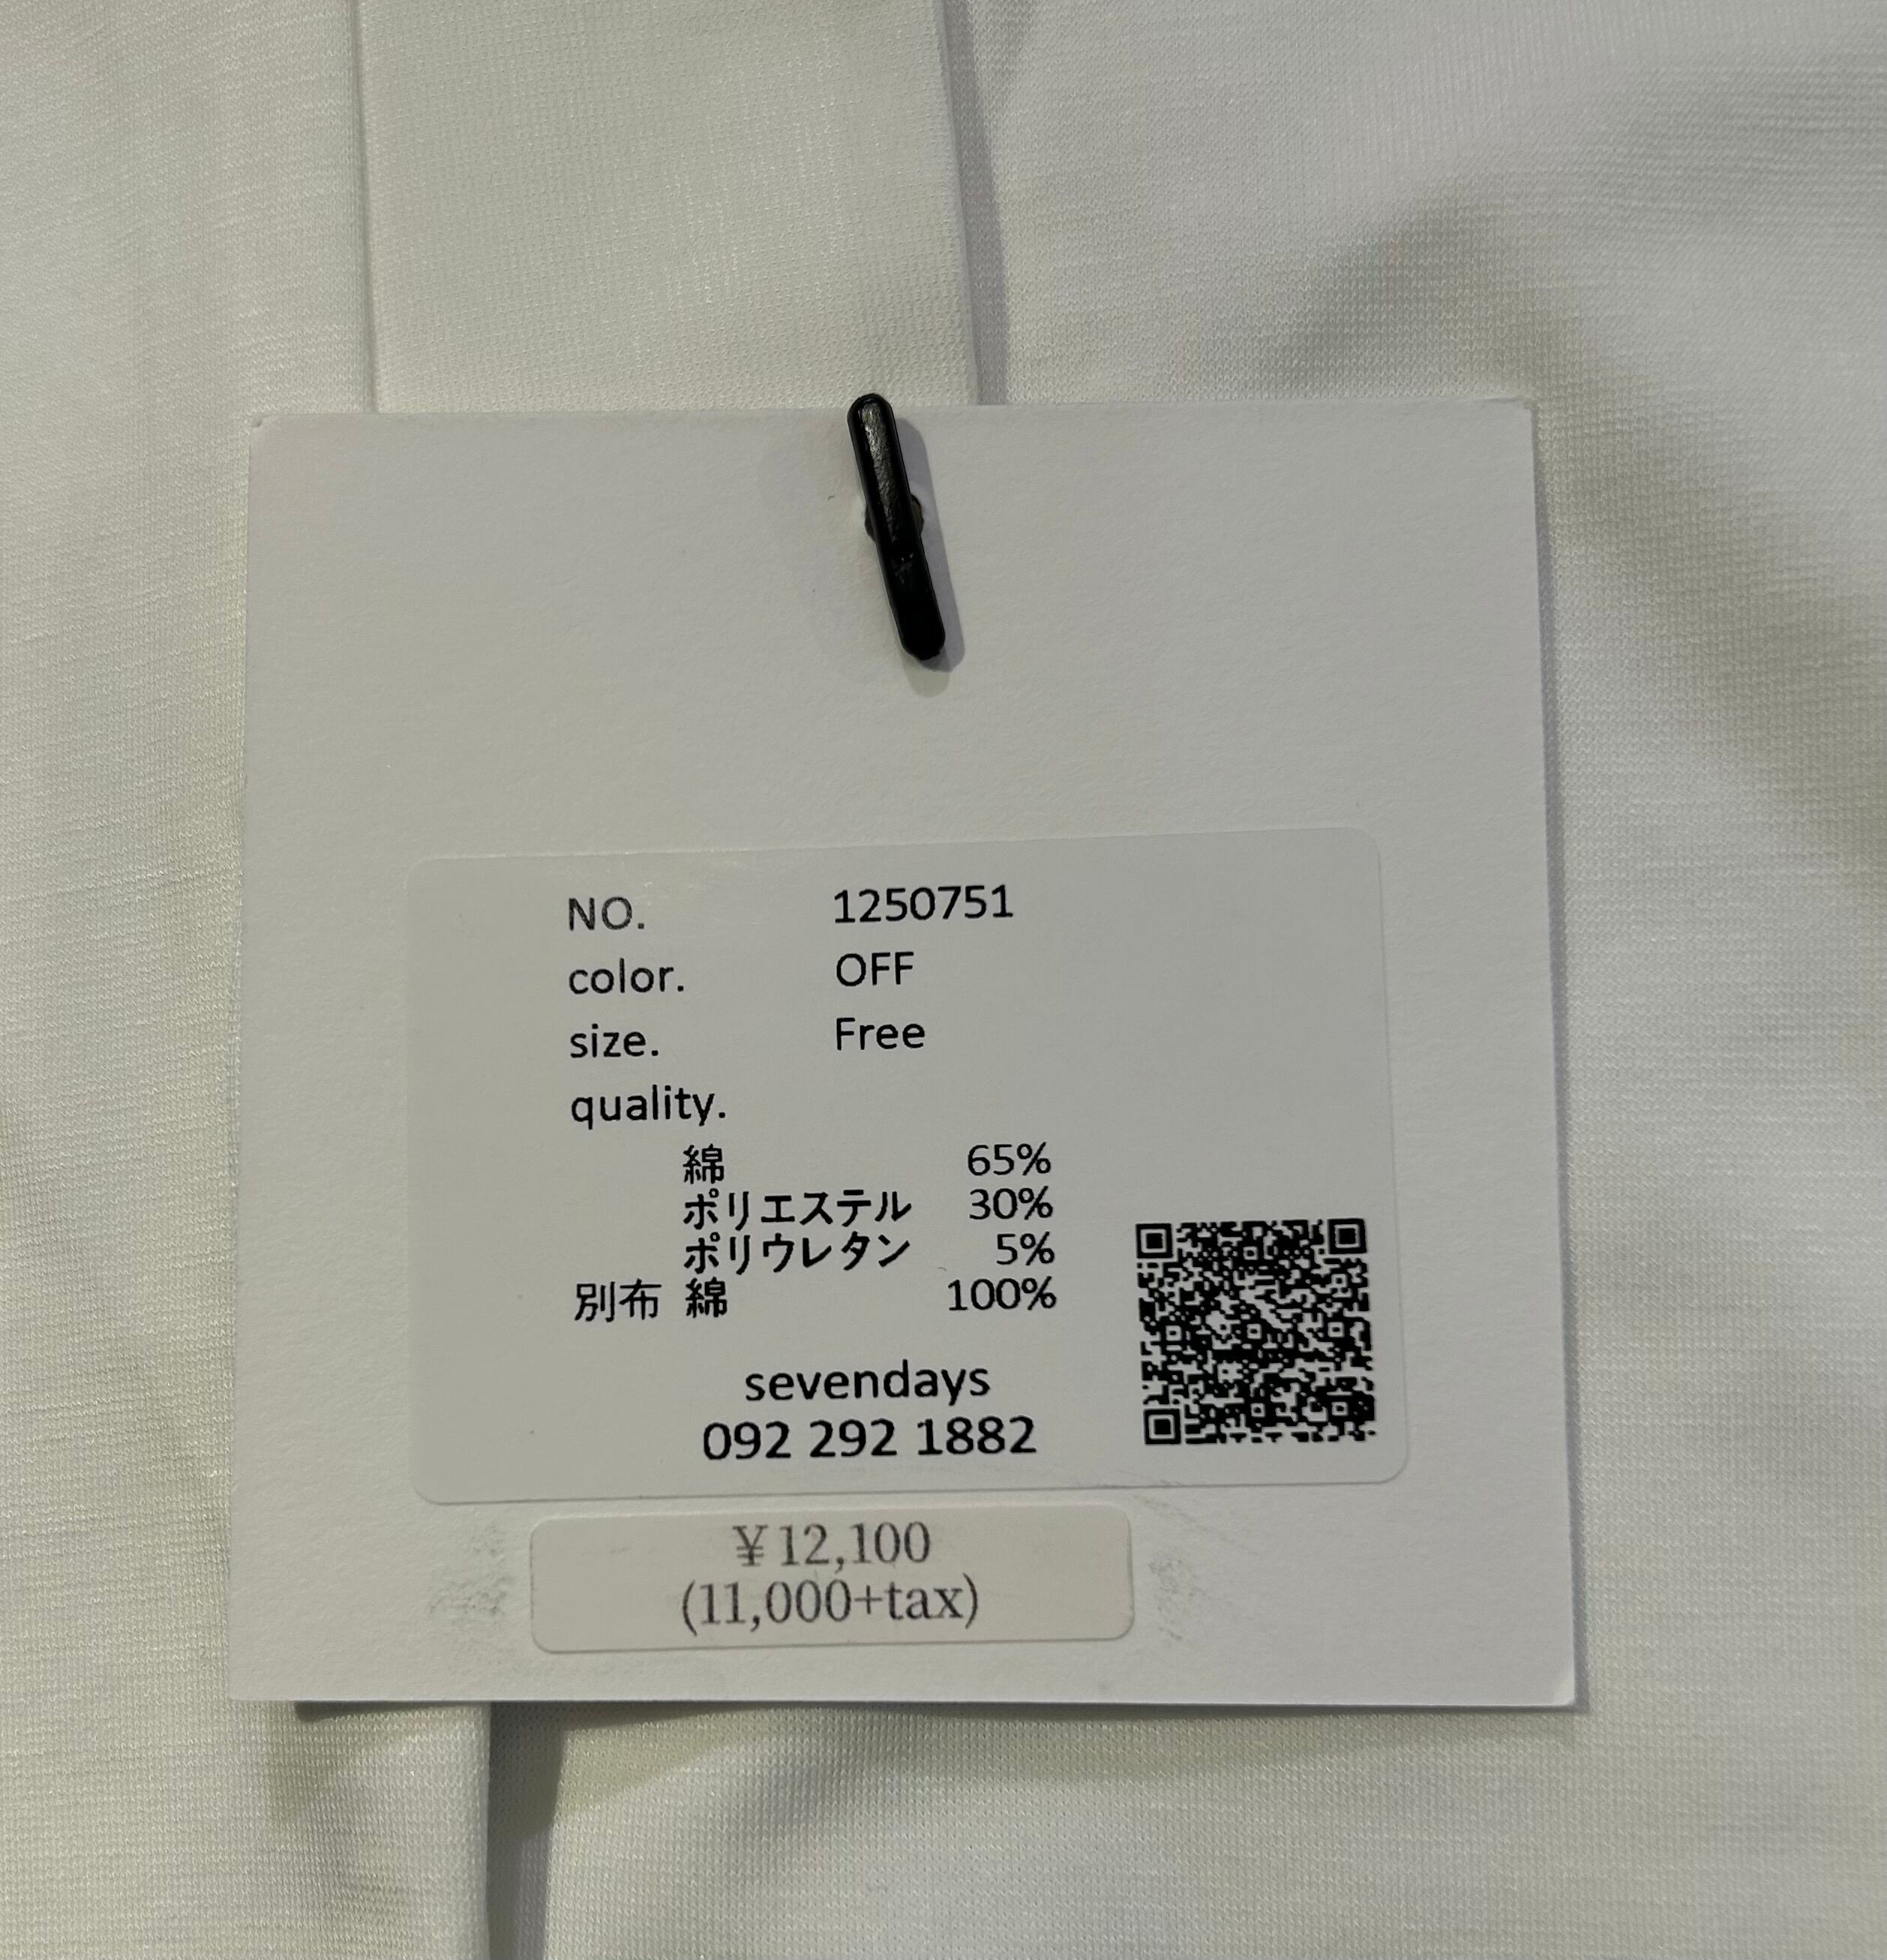 NO. 1250751
color. OFF
size. Free
quality.
綿 65%
ポリエステル 30%
ポリウレタン 5%
別布 綿 100%
sevendays
092 292 1882
¥12,100
(11,000+tax)